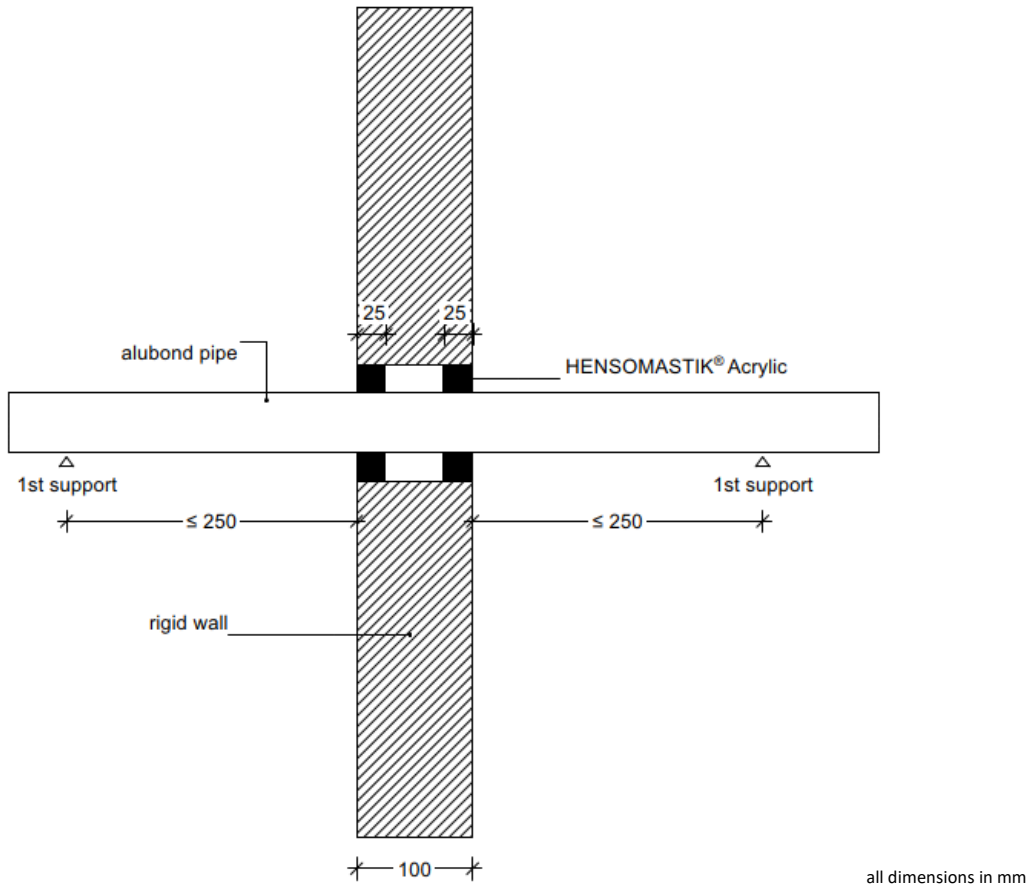 25
25
alubond pipe
HENSOMASTIK® Acrylic
1st support
1st support
≤ 250
≤ 250
rigid wall
100
all dimensions in mm